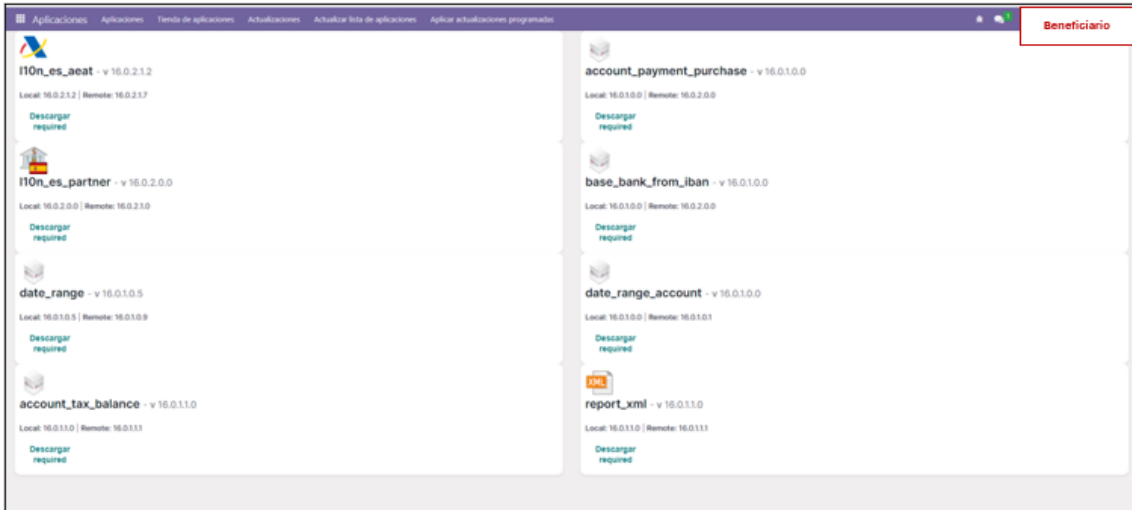 Aplicaciones Aplicaciones Tienda de aplicaciones Actualizaciones Actualizar lista de aplicaciones Aplicar actualizaciones programadas
Beneficiario
l10n_es_aeat - v 16.0.2.1.2
Local: 16.0.2.1.2 | Remote: 16.0.2.1.7
Descargar
required
account_payment_purchase - v 16.0.1.0.0
Local: 16.0.1.0.0 | Remote: 16.0.2.0.0
Descargar
required
l10n_es_partner - v 16.0.2.0.0
Local: 16.0.2.0.0 | Remote: 16.0.2.1.0
Descargar
required
base_bank_from_iban - v 16.0.1.0.0
Local: 16.0.1.0.0 | Remote: 16.0.2.0.0
Descargar
required
date_range - v 16.0.1.0.5
Local: 16.0.1.0.5 | Remote: 16.0.1.0.9
Descargar
required
date_range_account - v 16.0.1.0.0
Local: 16.0.1.0.0 | Remote: 16.0.1.0.1
Descargar
required
account_tax_balance - v 16.0.1.1.0
Local: 16.0.1.1.0 | Remote: 16.0.1.1.1
Descargar
required
XML
report_xml - v 16.0.1.1.0
Local: 16.0.1.1.0 | Remote: 16.0.1.1.1
Descargar
required